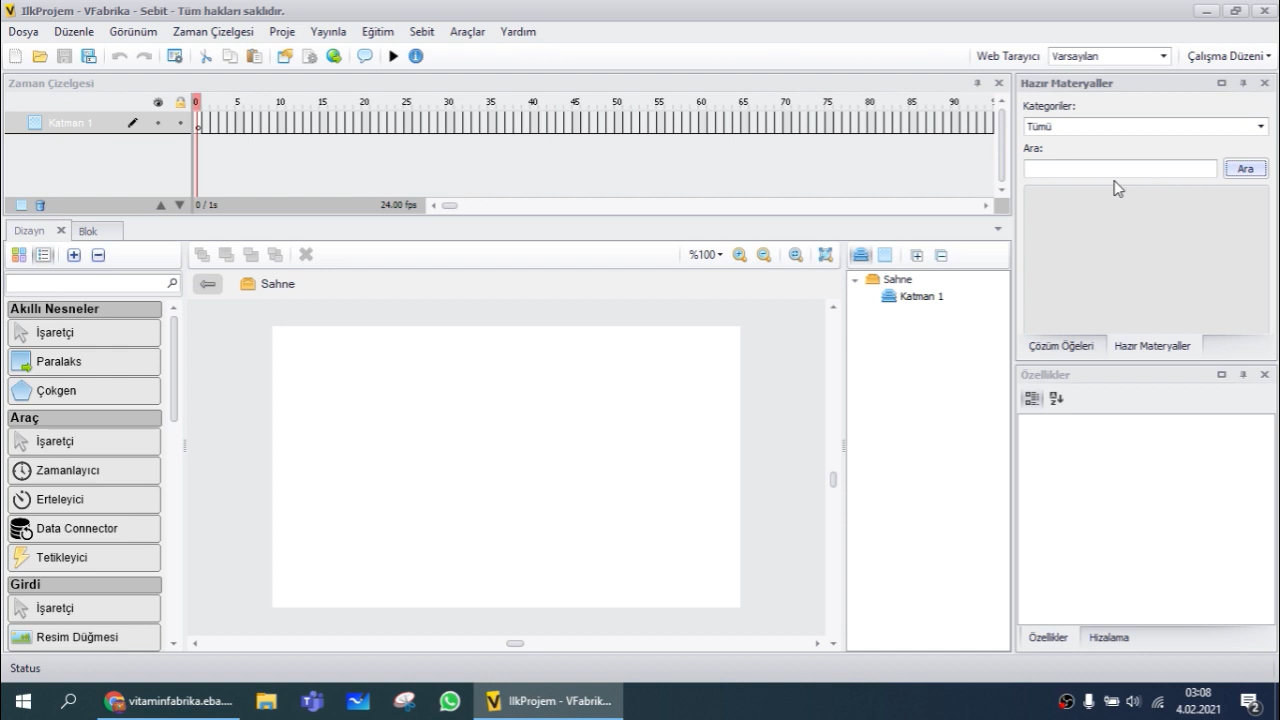 IlkProjem - VFabrika - Sebit - Tüm hakları saklıdır.
Dosya Düzenle Görünüm Zaman Çizelgesi Proje Yayınla Eğitim Sebit Araçlar Yardım
Web Tarayıcı Varsayılan Çalışma Düzeni
Zaman Çizelgesi
0 5 10 15 20 25 30 35 40 45 50 55 60 65 70 75 80 85 90
Katman 1
0 / 1s 24.00 fps
Dizayn Blok
%100
Sahne
Akıllı Nesneler
İşaretçi
Paralaks
Çokgen
Araç
İşaretçi
Zamanlayıcı
Erteleyici
Data Connector
Tetikleyici
Girdi
İşaretçi
Resim Düğmesi
Sahne
Katman 1
Hazır Materyaller
Kategoriler:
Tümü
Ara:
Ara
Çözüm Öğeleri Hazır Materyaller
Özellikler
Özellikler Hizalama
Status
vitaminfabrika.eba.... IlkProjem - VFabrik...
03:08
4.02.2021
2